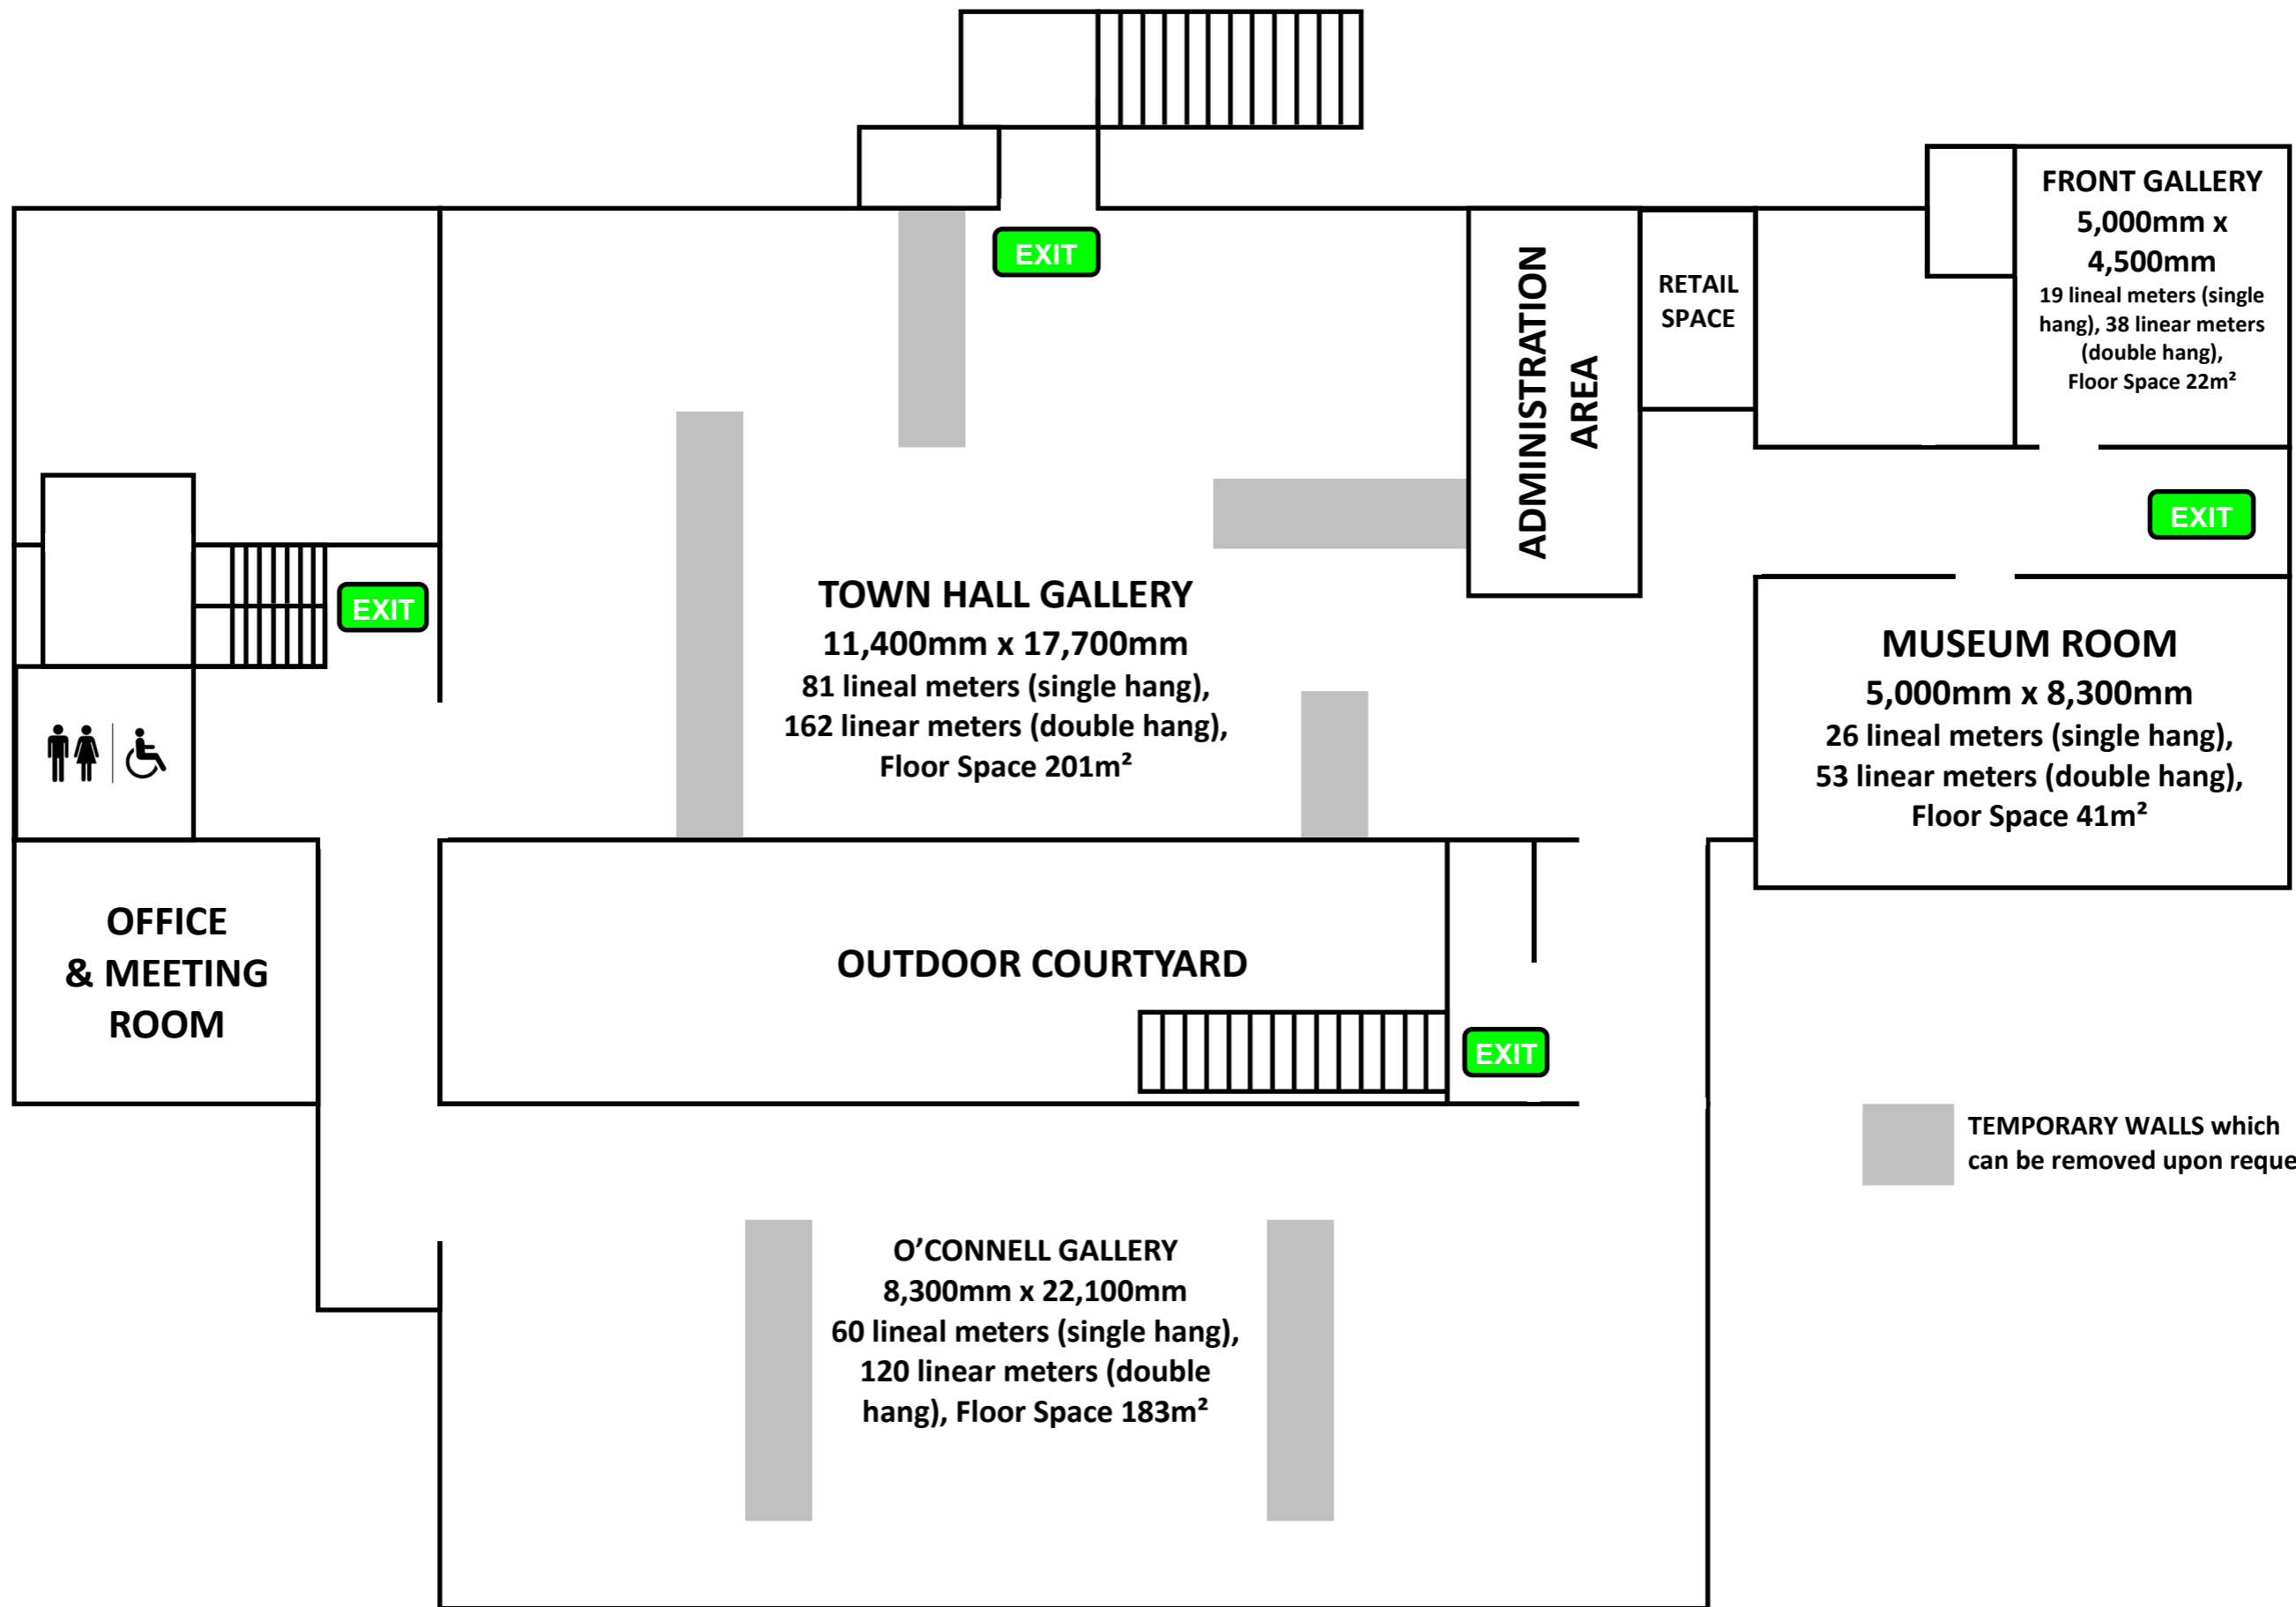 FRONT GALLERY
5,000mm x
4,500mm
19 lineal meters (single
hang), 38 linear meters
(double hang),
Floor Space 22m²
EXIT
ADMINISTRATION
AREA
RETAIL
SPACE
EXIT
EXIT
TOWN HALL GALLERY
11,400mm x 17,700mm
81 lineal meters (single hang),
162 linear meters (double hang),
Floor Space 201m²
MUSEUM ROOM
5,000mm x 8,300mm
26 lineal meters (single hang),
53 linear meters (double hang),
Floor Space 41m²
OFFICE
& MEETING
ROOM
OUTDOOR COURTYARD
EXIT
TEMPORARY WALLS which
can be removed upon reque
O’CONNELL GALLERY
8,300mm x 22,100mm
60 lineal meters (single hang),
120 linear meters (double
hang), Floor Space 183m²